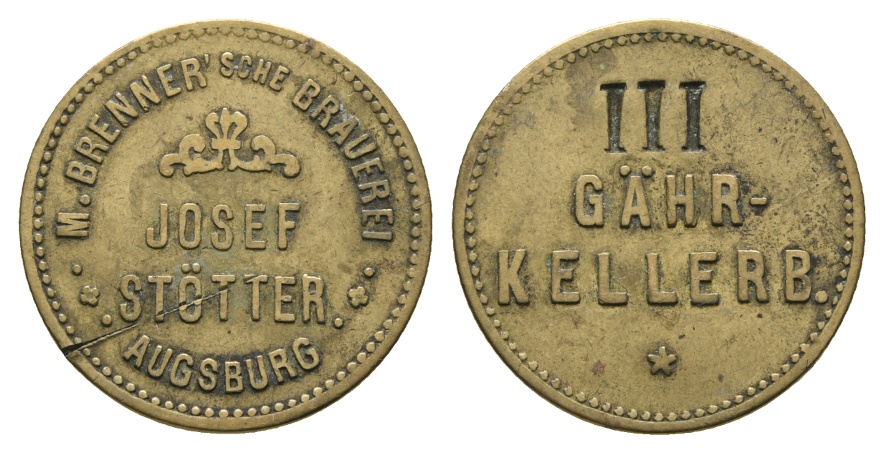 M. BRENNER'SCHE BRAUEREI
JOSEF
STÖTTER.
AUGSBURG
III
GÄHR-
KELLERB.